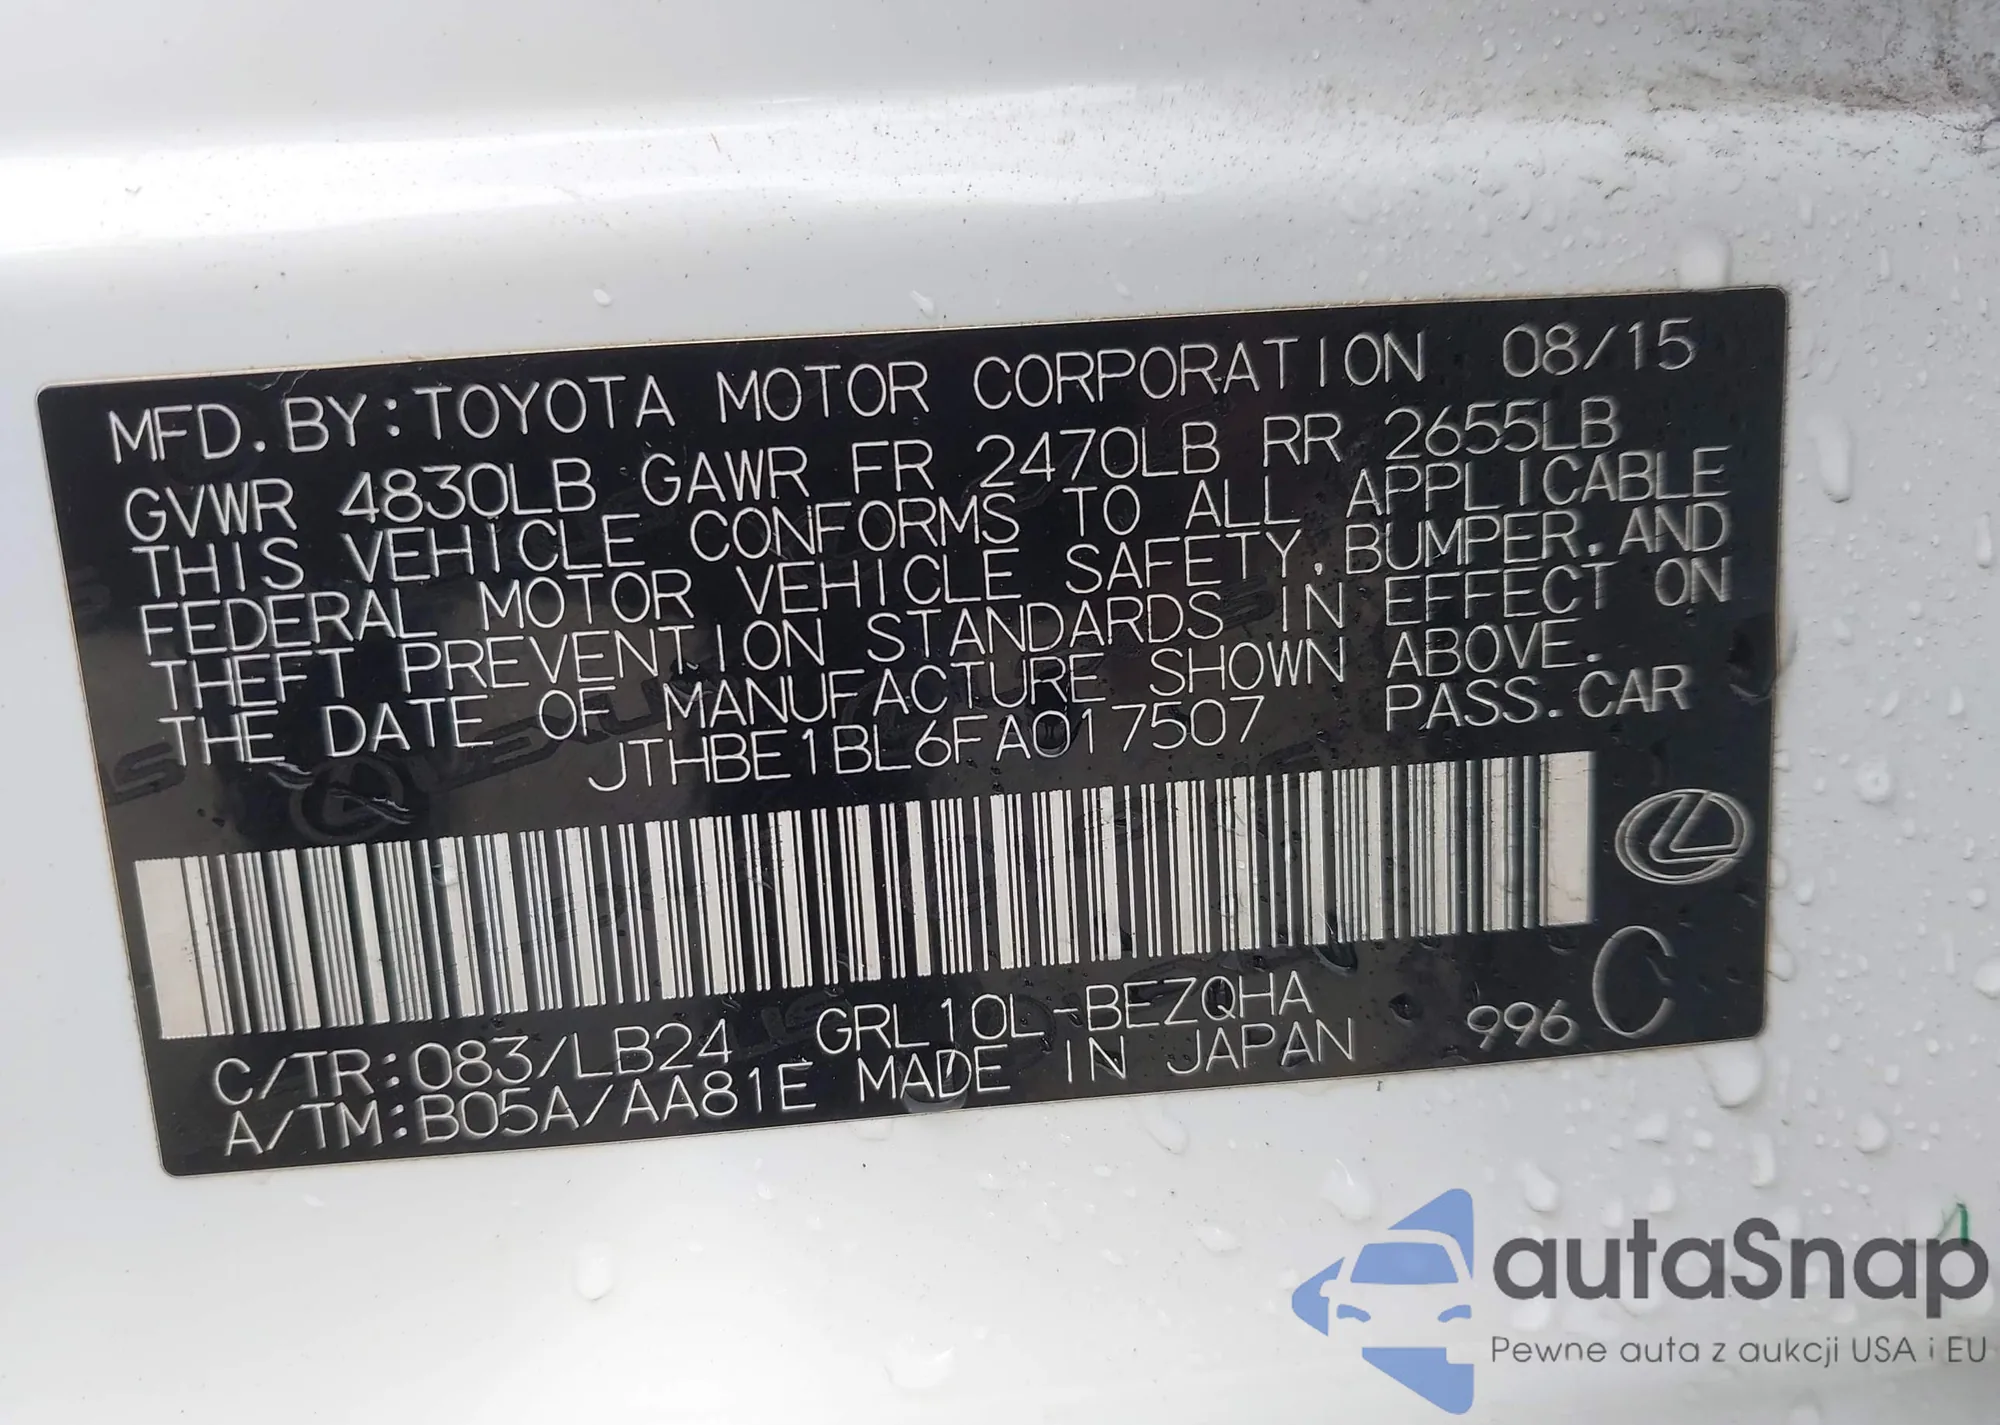 MFD.BY:TOYOTA MOTOR CORPORATION 08/15
GVWR 4830LB GAWR FR 2470LB RR 2655LB
THIS VEHICLE CONFORMS TO ALL APPLICABLE
FEDERAL MOTOR VEHICLE SAFETY,BUMPER,AND
THEFT PREVENTION STANDARDS IN EFFECT ON
THE DATE OF MANUFACTURE SHOWN ABOVE.
JTHBE1BL6FA017507 PASS.CAR
C/TR:083/LB24 GRL10L-BEZQHA
A/TM:B05A/AA81E MADE IN JAPAN 996 C
autaSnap
Pewne auta z aukcji USA i EU